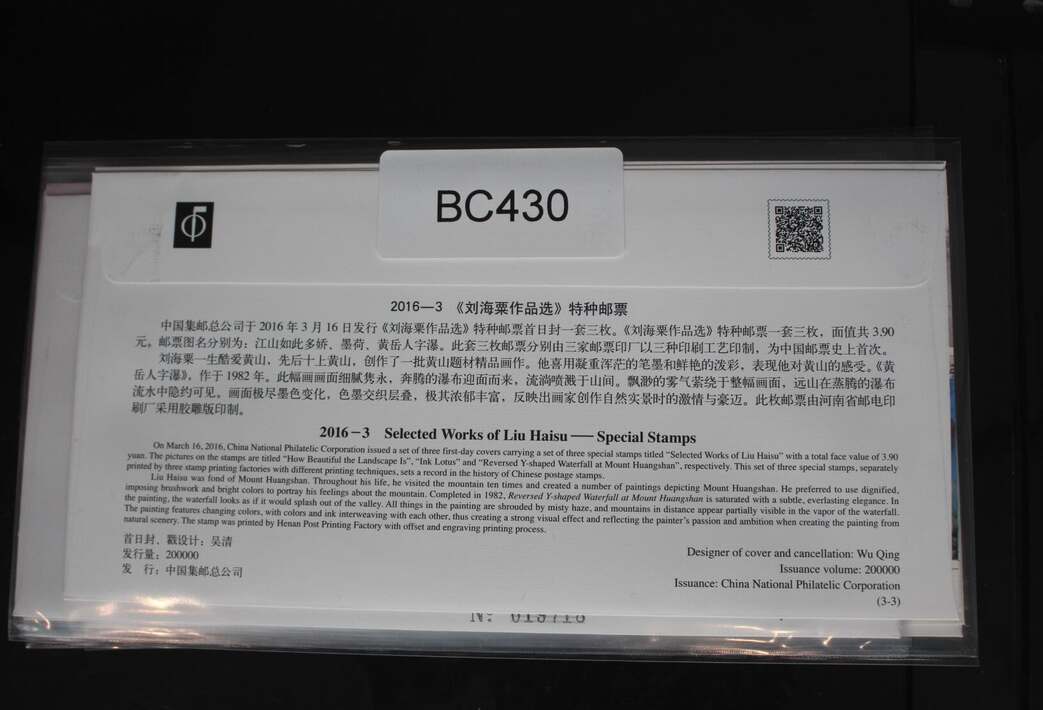 BC430
2016—3 《刘海粟作品选》特种邮票
中国集邮总公司于 2016 年 3 月 16 日发行《刘海粟作品选》特种邮票首日封一套三枚。《刘海粟作品选》特种邮票一套三枚，面值共 3.90
元。邮票图名分别为：江山如此多娇、墨荷、黄岳人字瀑。此套三枚邮票分别由三家邮票印厂以三种印刷工艺印制，为中国邮票史上首次。
刘海粟一生酷爱黄山，先后十上黄山，创作了一批黄山题材精品画作。他喜用凝重浑茫的笔墨和鲜艳的泼彩，表现他对黄山的感受。《黄
岳人字瀑》，作于 1982 年。此幅画画面细腻隽永，奔腾的瀑布迎面而来，流淌喷溅于山间。飘渺的雾气萦绕于整幅画面，远山在蒸腾的瀑布
流水中隐约可见。画面极尽墨色变化，色墨交织层叠，极其浓郁丰富，反映出画家创作自然实景时的激情与豪迈。此枚邮票由河南省邮电印
刷厂采用胶雕版印制。
2016－3 Selected Works of Liu Haisu — Special Stamps
On March 16, 2016, China National Philatelic Corporation issued a set of three first-day covers carrying a set of three special stamps titled “Selected Works of Liu Haisu” with a total face value of 3.90
yuan. The pictures on the stamps are titled “How Beautiful the Landscape Is”, “Ink Lotus” and “Reversed Y-shaped Waterfall at Mount Huangshan”, respectively. This set of three special stamps, separately
printed by three stamp printing factories with different printing techniques, sets a record in the history of Chinese postage stamps.
Liu Haisu was fond of Mount Huangshan. Throughout his life, he visited the mountain ten times and created a number of paintings depicting Mount Huangshan. He preferred to use dignified,
imposing brushwork and bright colors to portray his feelings about the mountain. Completed in 1982, Reversed Y-shaped Waterfall at Mount Huangshan is saturated with a subtle, everlasting elegance. In
the painting, the waterfall looks as if it would splash out of the valley. All things in the painting are shrouded by misty haze, and mountains in distance appear partially visible in the vapor of the waterfall.
The painting features changing colors, with colors and ink interweaving with each other, thus creating a strong visual effect and reflecting the painter’s passion and ambition when creating the painting from
natural scenery. The stamp was printed by Henan Post Printing Factory with offset and engraving printing process.
首日封、戳设计：吴清
发行量：200000
发 行：中国集邮总公司
Designer of cover and cancellation: Wu Qing
Issuance volume: 200000
Issuance: China National Philatelic Corporation
(3-3)